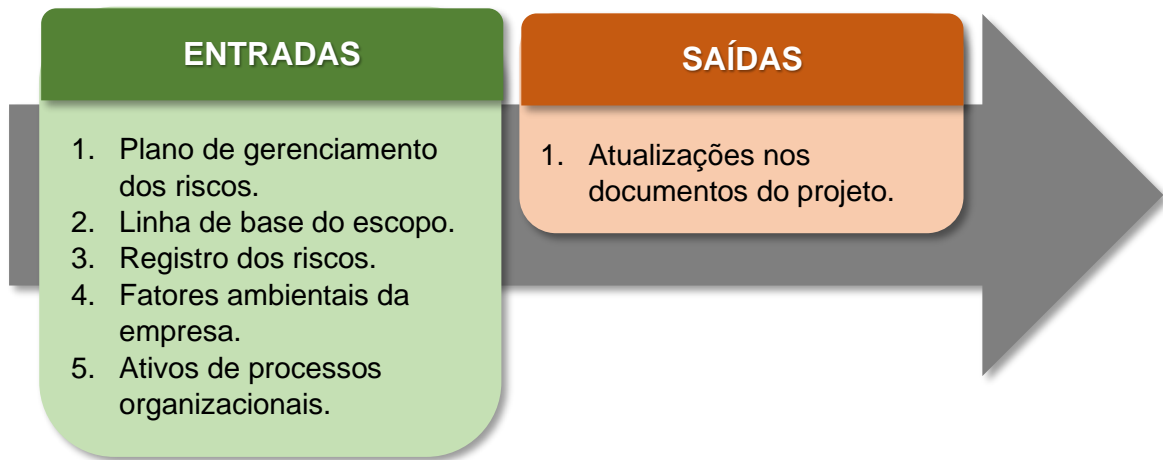 ENTRADAS
1. Plano de gerenciamento
dos riscos.
2. Linha de base do escopo.
3. Registro dos riscos.
4. Fatores ambientais da
empresa.
5. Ativos de processos
organizacionais.
SAÍDAS
1. Atualizações nos
documentos do projeto.